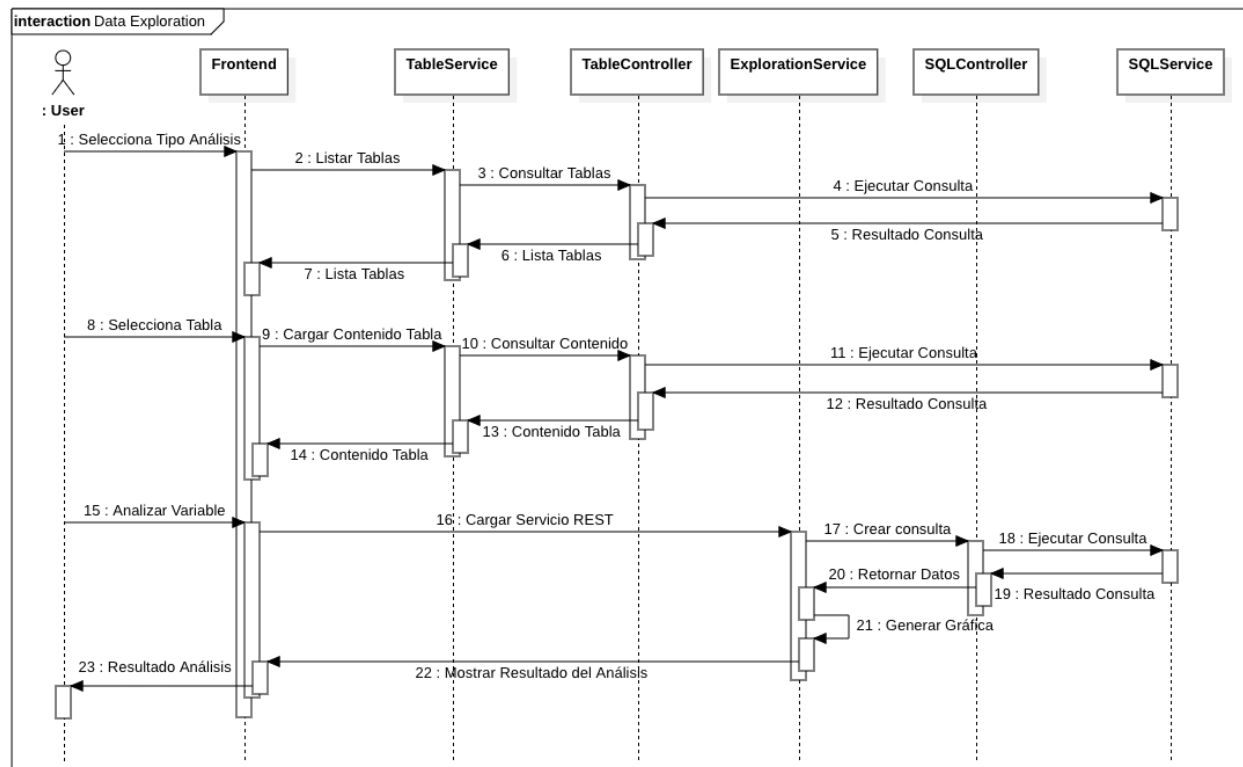 interaction Data Exploration
: User
Frontend
TableService
TableController
ExplorationService
SQLController
SQLService
1 : Selecciona Tipo Análisis
2 : Listar Tablas
3 : Consultar Tablas
4 : Ejecutar Consulta
5 : Resultado Consulta
6 : Lista Tablas
7 : Lista Tablas
8 : Selecciona Tabla
9 : Cargar Contenido Tabla
10 : Consultar Contenido
11 : Ejecutar Consulta
12 : Resultado Consulta
13 : Contenido Tabla
14 : Contenido Tabla
15 : Analizar Variable
16 : Cargar Servicio REST
17 : Crear consulta
18 : Ejecutar Consulta
19 : Resultado Consulta
20 : Retornar Datos
21 : Generar Gráfica
22 : Mostrar Resultado del Análisis
23 : Resultado Análisis